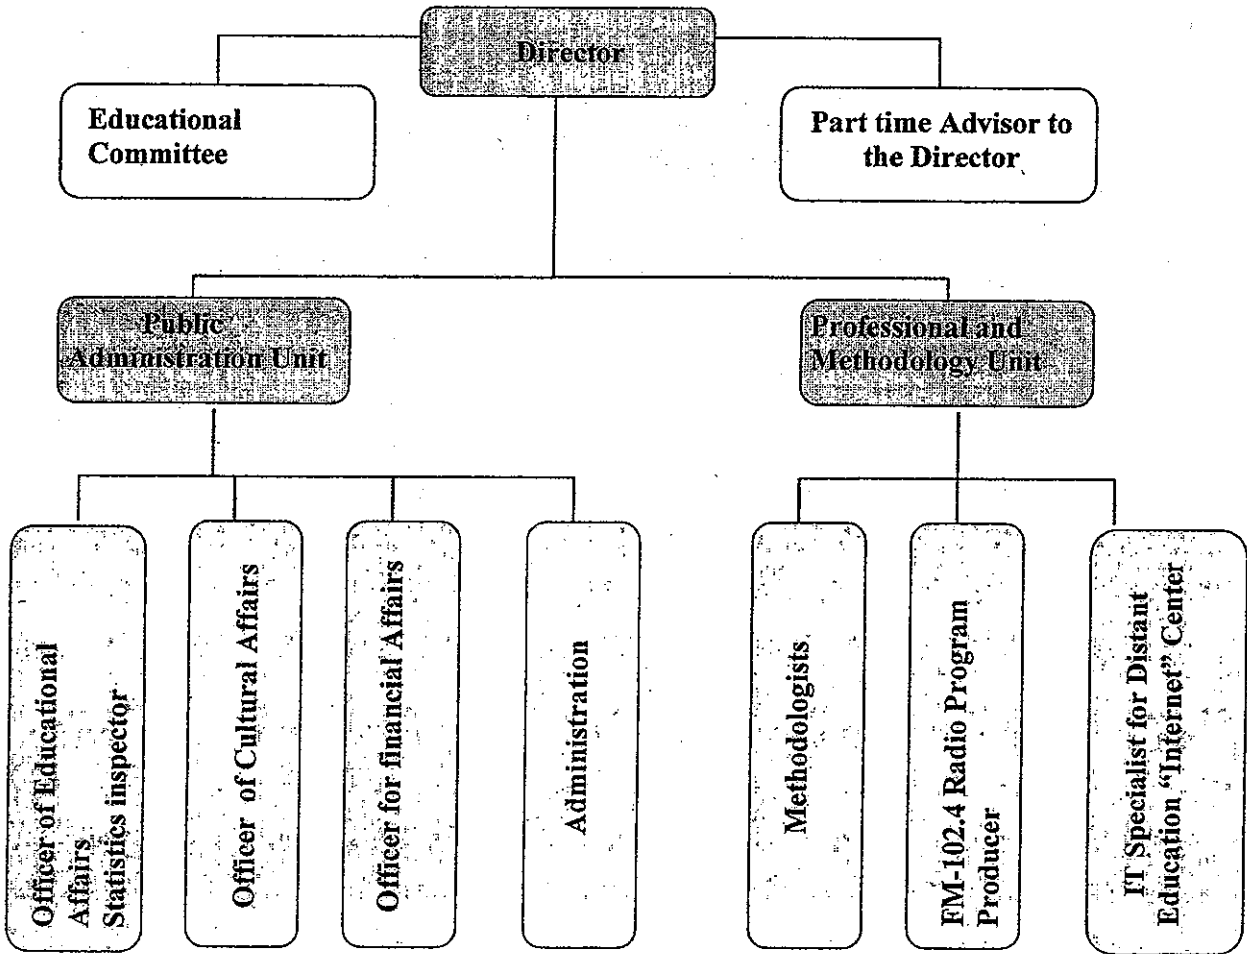 Director
Educational
Committee
Part time Advisor to
the Director
Public
Administration Unit
Professional and
Methodology Unit
Officer of Educational
Affairs
Statistics inspector
Officer of Cultural Affairs
Officer for financial Affairs
Administration
Methodologists
FM-102.4 Radio Program
Producer
IT Specialist for Distant
Education “Internet” Center